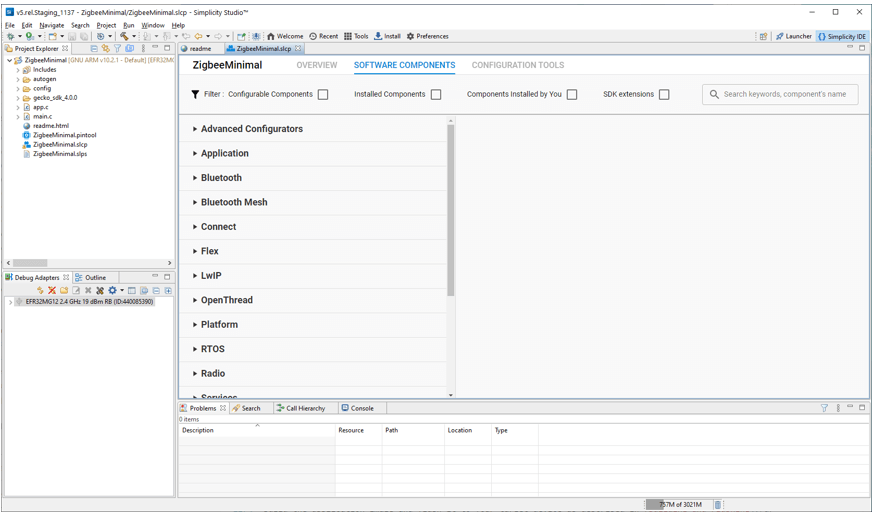 v5.rel.Staging_1137 - ZigbeeMinimal/ZigbeeMinimal.slcp - Simplicity Studio™
File Edit Navigate Search Project Run Window Help
Welcome Recent Tools Install Preferences Launcher {} Simplicity IDE
Project Explorer
readme ZigbeeMinimal.slcp
ZigbeeMinimal [GNU ARM v10.2.1 - Default] [EFR32MG
Includes
autogen
config
gecko_sdk_4.0.0
app.c
main.c
readme.html
ZigbeeMinimal.pintool
ZigbeeMinimal.slcp
ZigbeeMinimal.slps
ZigbeeMinimal OVERVIEW SOFTWARE COMPONENTS CONFIGURATION TOOLS
Filter : Configurable Components Installed Components Components Installed by You SDK extensions Search keywords, component's name
Advanced Configurators
Application
Bluetooth
Bluetooth Mesh
Connect
Flex
LwIP
OpenThread
Platform
RTOS
Radio
Services
Debug Adapters Outline
EFR32MG12 2.4 GHz 19 dBm RB (ID:440085390)
Problems Search Call Hierarchy Console
0 items
Description Resource Path Location Type
757M of 3021M